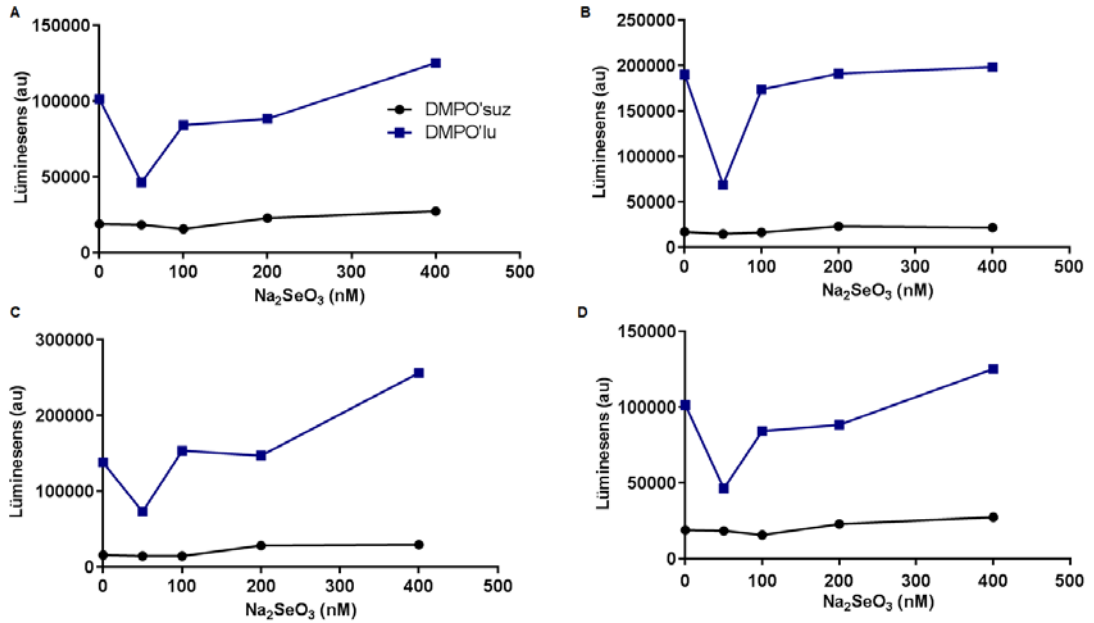 A
150000
100000
50000
0
Lüminesens (au)
DMPO'suz
DMPO'lu
0 100 200 300 400 500
Na₂SeO₃ (nM)
B
250000
200000
150000
100000
50000
0
Lüminesens (au)
0 100 200 300 400 500
Na₂SeO₃ (nM)
C
300000
200000
100000
0
Lüminesens (au)
0 100 200 300 400 500
Na₂SeO₃ (nM)
D
150000
100000
50000
0
Lüminesens (au)
0 100 200 300 400 500
Na₂SeO₃ (nM)